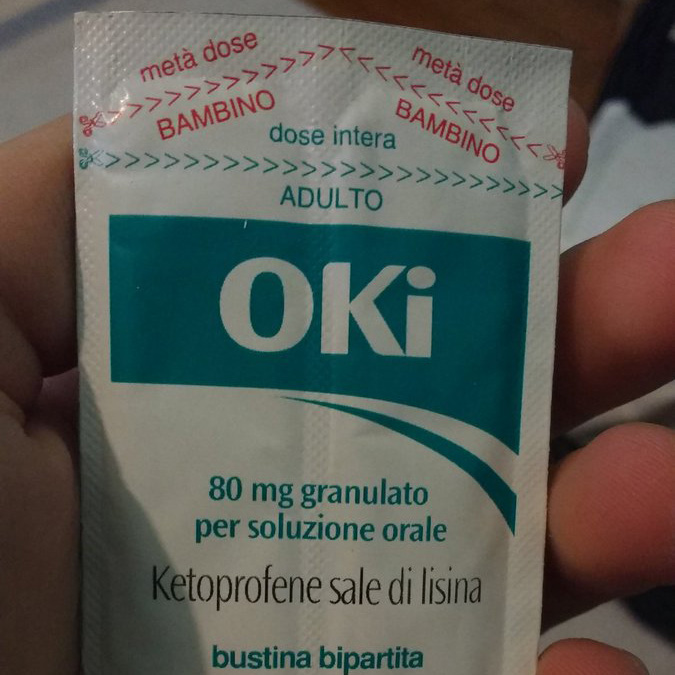 metà dose metà dose
BAMBINO BAMBINO
dose intera
ADULTO
OKi
80 mg granulato
per soluzione orale
Ketoprofene sale di lisina
bustina bipartita